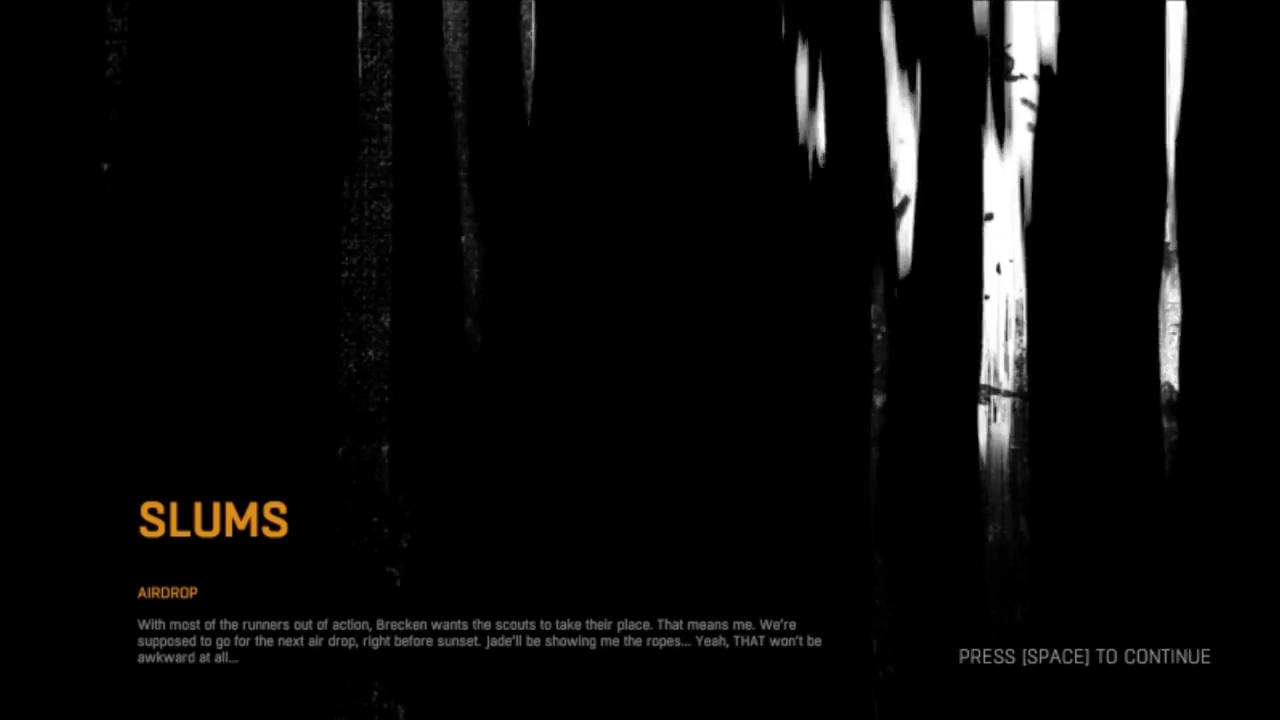 SLUMS
AIRDROP
With most of the runners out of action, Brecken wants the scouts to take their place. That means me. We're
supposed to go for the next air drop, right before sunset. Jade'll be showing me the ropes... Yeah, THAT won't be
awkward at all...
PRESS [SPACE] TO CONTINUE